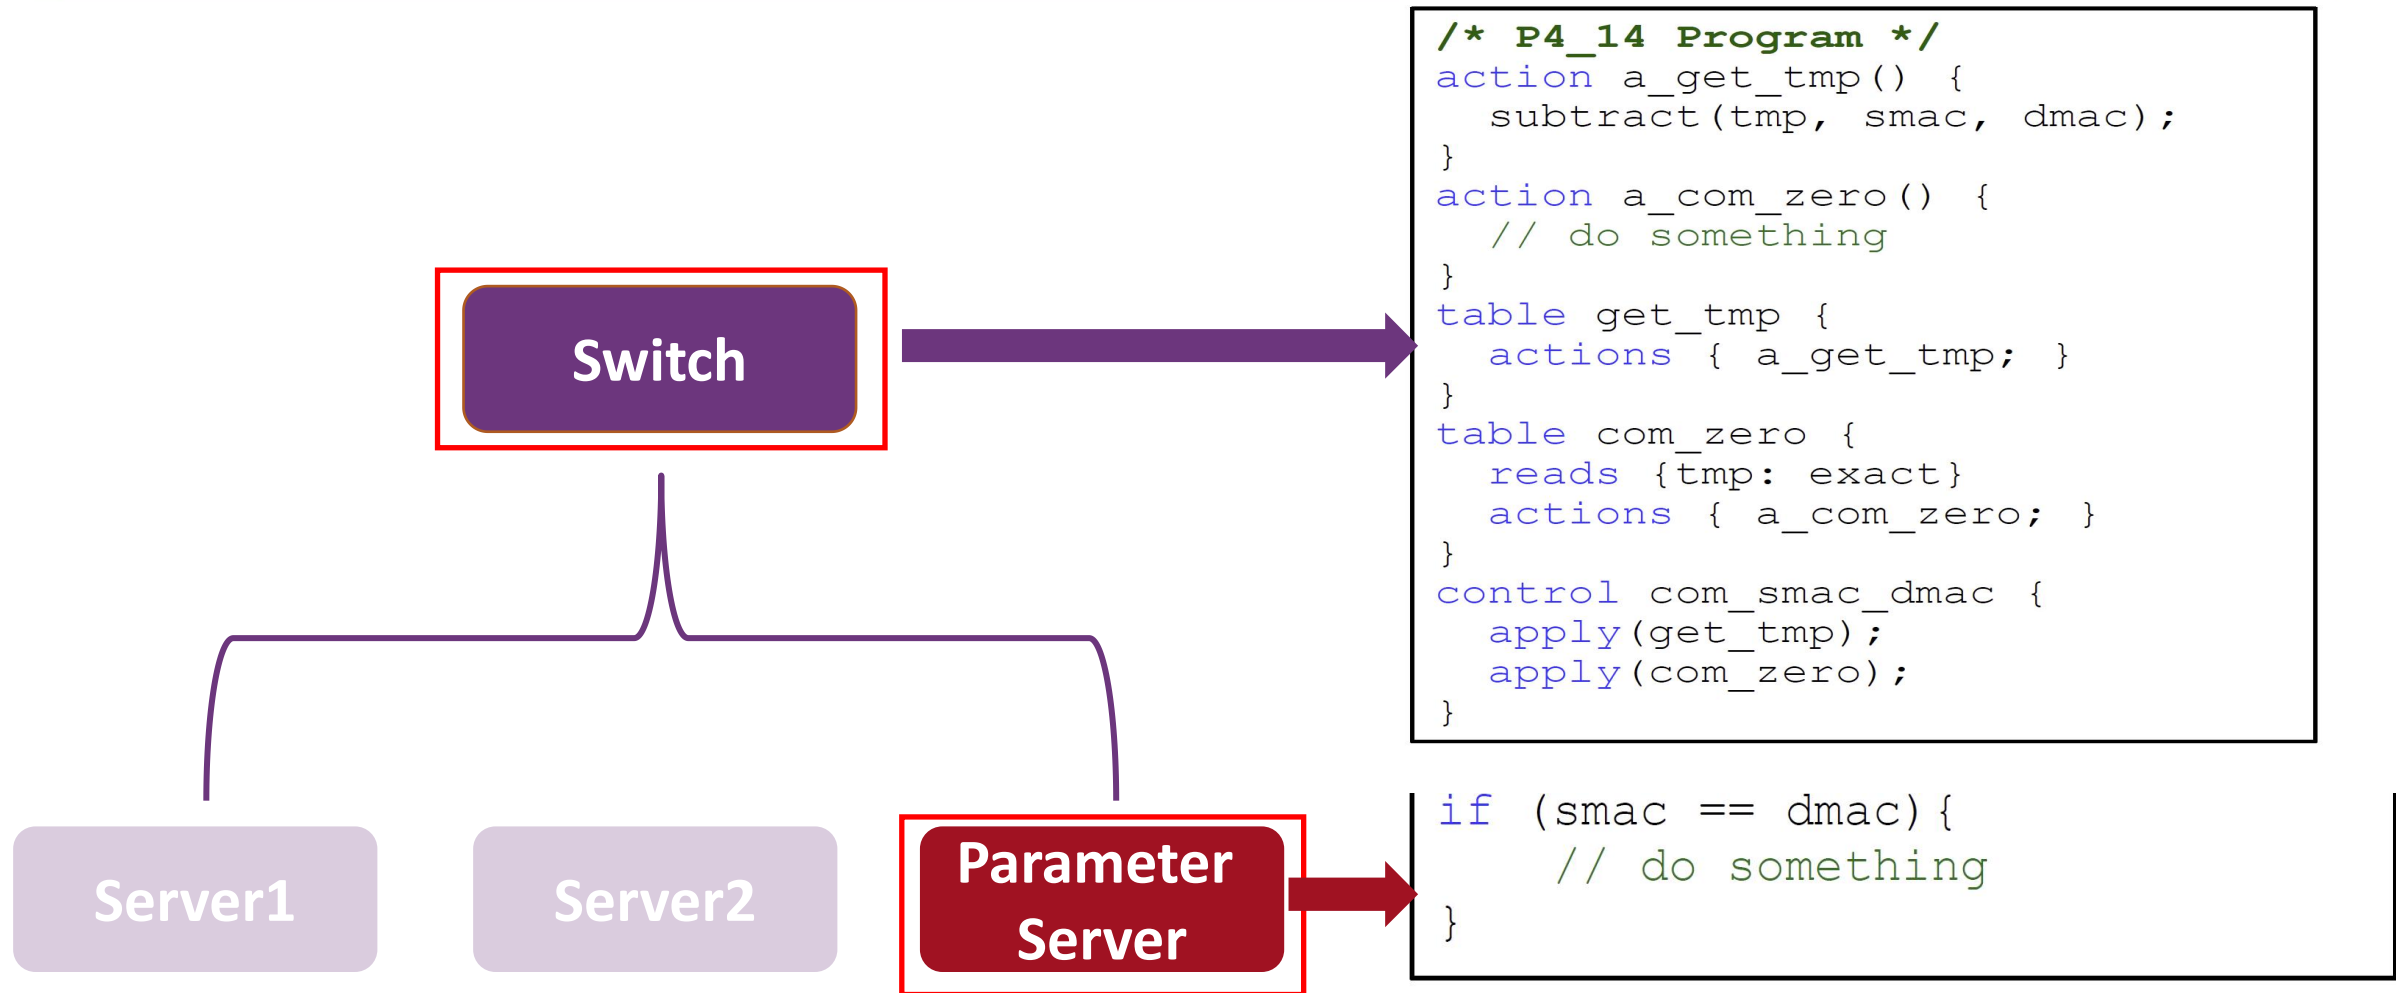 /* P4_14 Program */
action a_get_tmp() {
  subtract(tmp, smac, dmac);
}
action a_com_zero() {
  // do something
}
table get_tmp {
  actions { a_get_tmp; }
}
table com_zero {
  reads {tmp: exact}
  actions { a_com_zero; }
}
control com_smac_dmac {
  apply(get_tmp);
  apply(com_zero);
}
Switch
Server1
Server2
Parameter
Server
if (smac == dmac){
    // do something
}